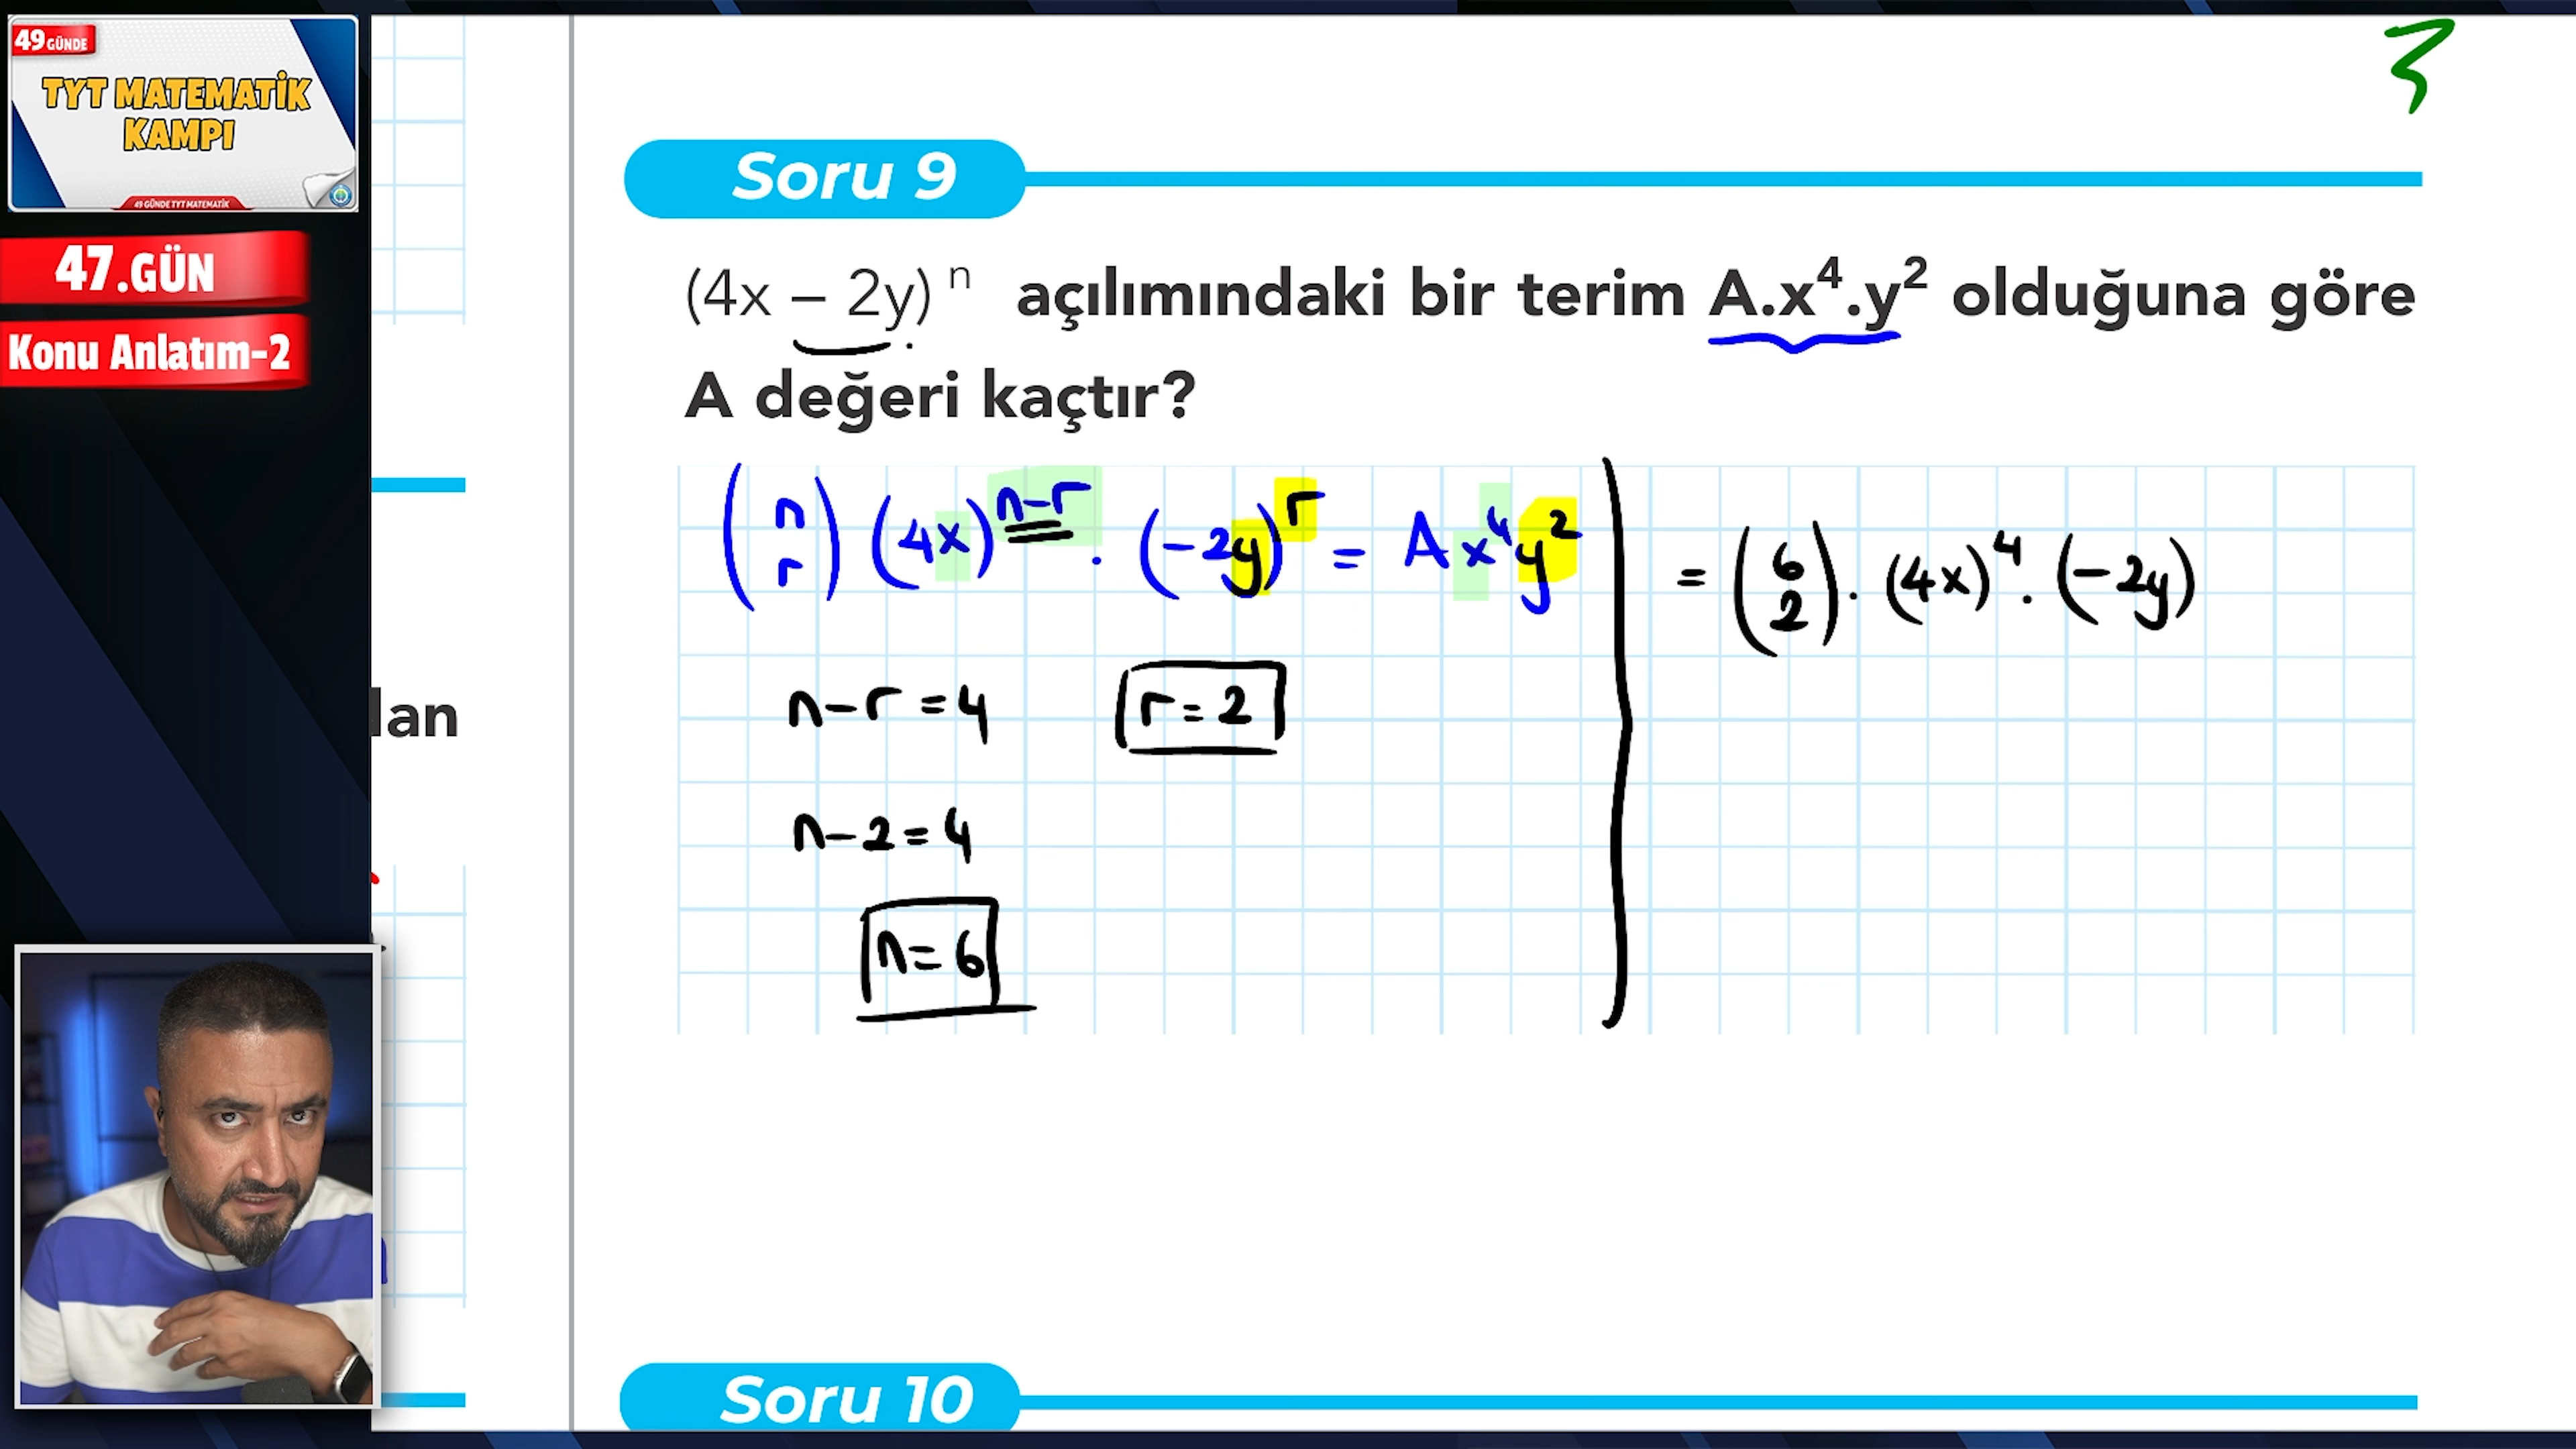 49 GÜNDE
TYT MATEMATİK
KAMPI
49 GÜNDE TYT MATEMATİK
47.GÜN
Konu Anlatım-2
lan
Soru 9
(4x – 2y)ⁿ açılımındaki bir terim A.x⁴.y² olduğuna göre
A değeri kaçtır?
(n r) (4x)ⁿ⁻ʳ . (-2y)ʳ = Ax⁴y²
n-r=4 r=2
n-2=4
n=6
= (6 2) . (4x)⁴ . (-2y)
Soru 10